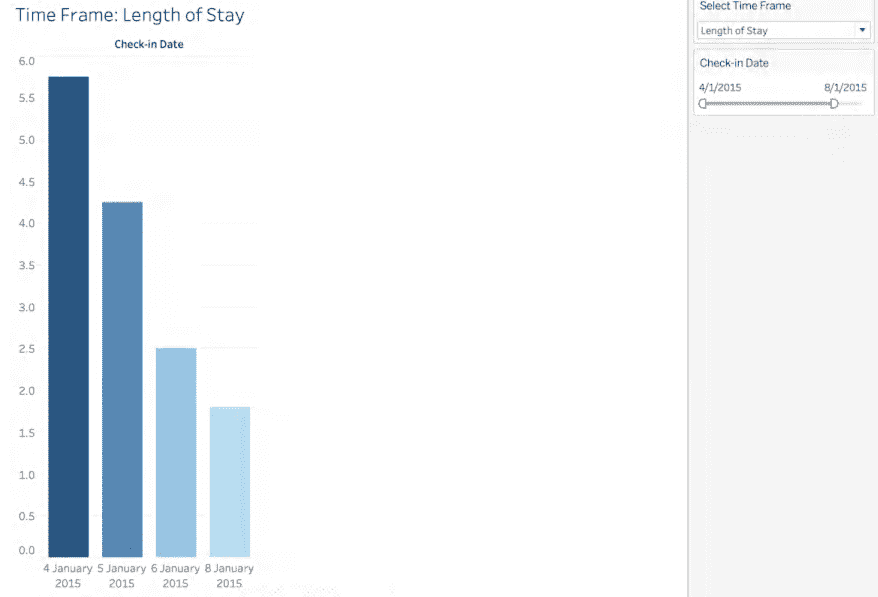 Time Frame: Length of Stay
Check-in Date
6.0
5.5
5.0
4.5
4.0
3.5
3.0
2.5
2.0
1.5
1.0
0.5
0.0
4 January 5 January 6 January 8 January
2015 2015 2015 2015
Select Time Frame
Length of Stay
Check-in Date
4/1/2015 8/1/2015